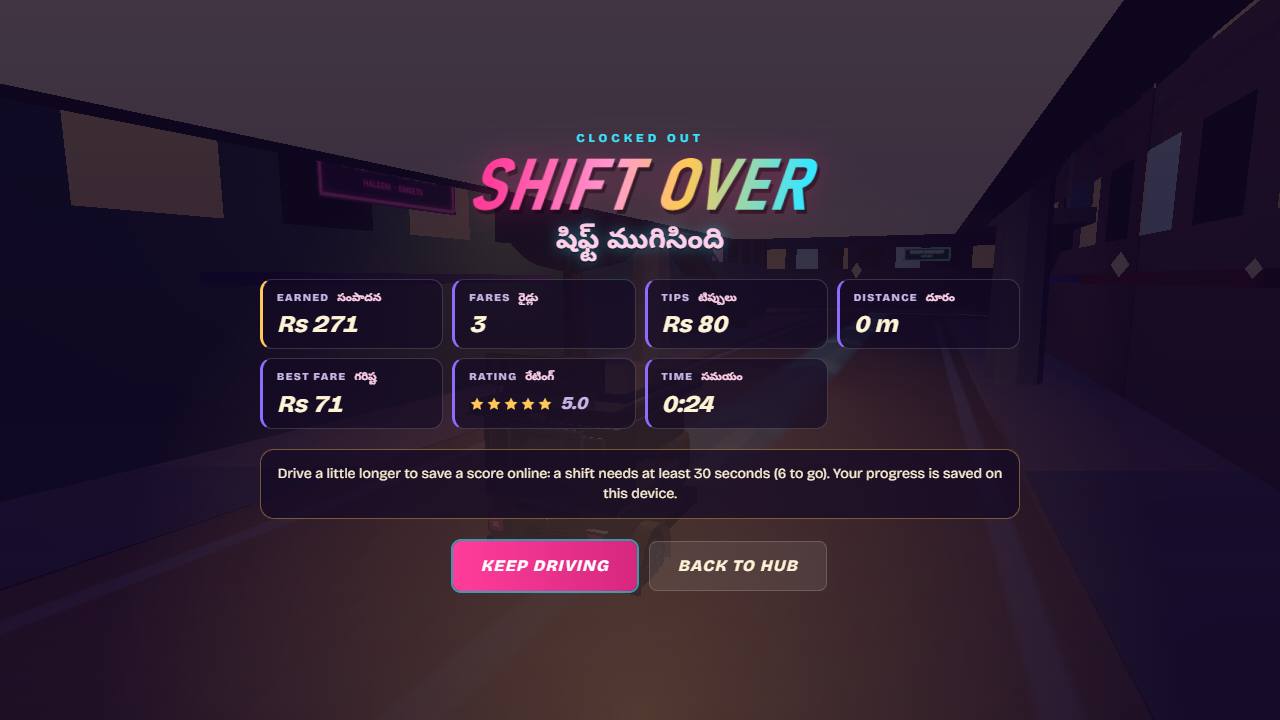 CLOCKED OUT
SHIFT OVER
షిఫ్ట్ ముగిసింది
HALEEM · SWEETS
EARNED సంపాదన
Rs 271
FARES రైడ్లు
3
TIPS టిప్పులు
Rs 80
DISTANCE దూరం
0 m
BEST FARE గరిష్ట
Rs 71
RATING రేటింగ్
★★★★★ 5.0
TIME సమయం
0:24
Drive a little longer to save a score online: a shift needs at least 30 seconds (6 to go). Your progress is saved on
this device.
KEEP DRIVING
BACK TO HUB